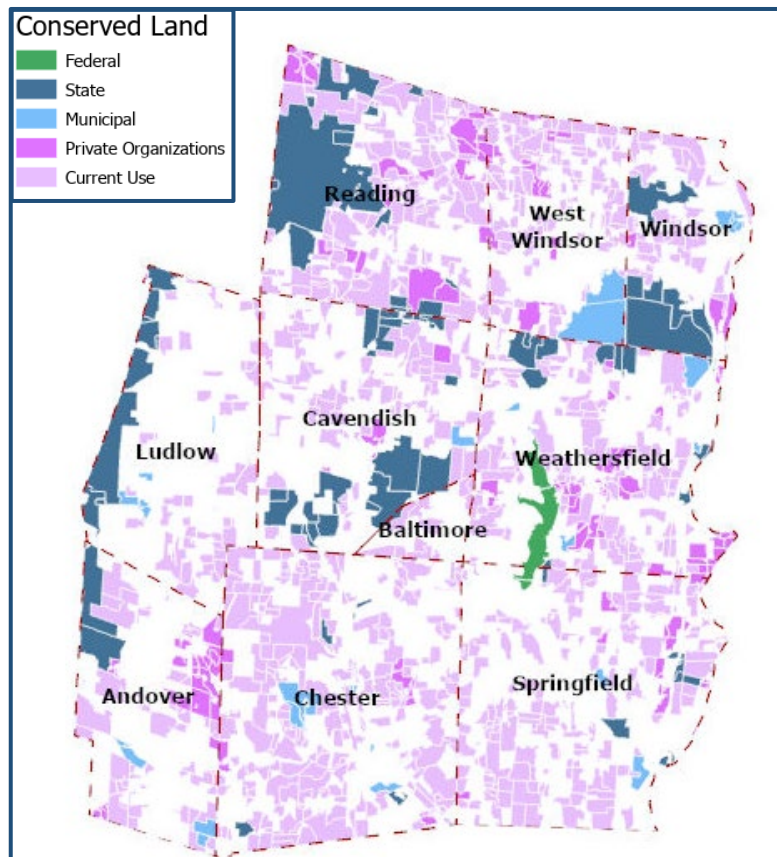 Conserved Land
Federal
State
Municipal
Private Organizations
Current Use
Reading
West
Windsor
Windsor
Cavendish
Ludlow
Weathersfield
Baltimore
Andover
Chester
Springfield